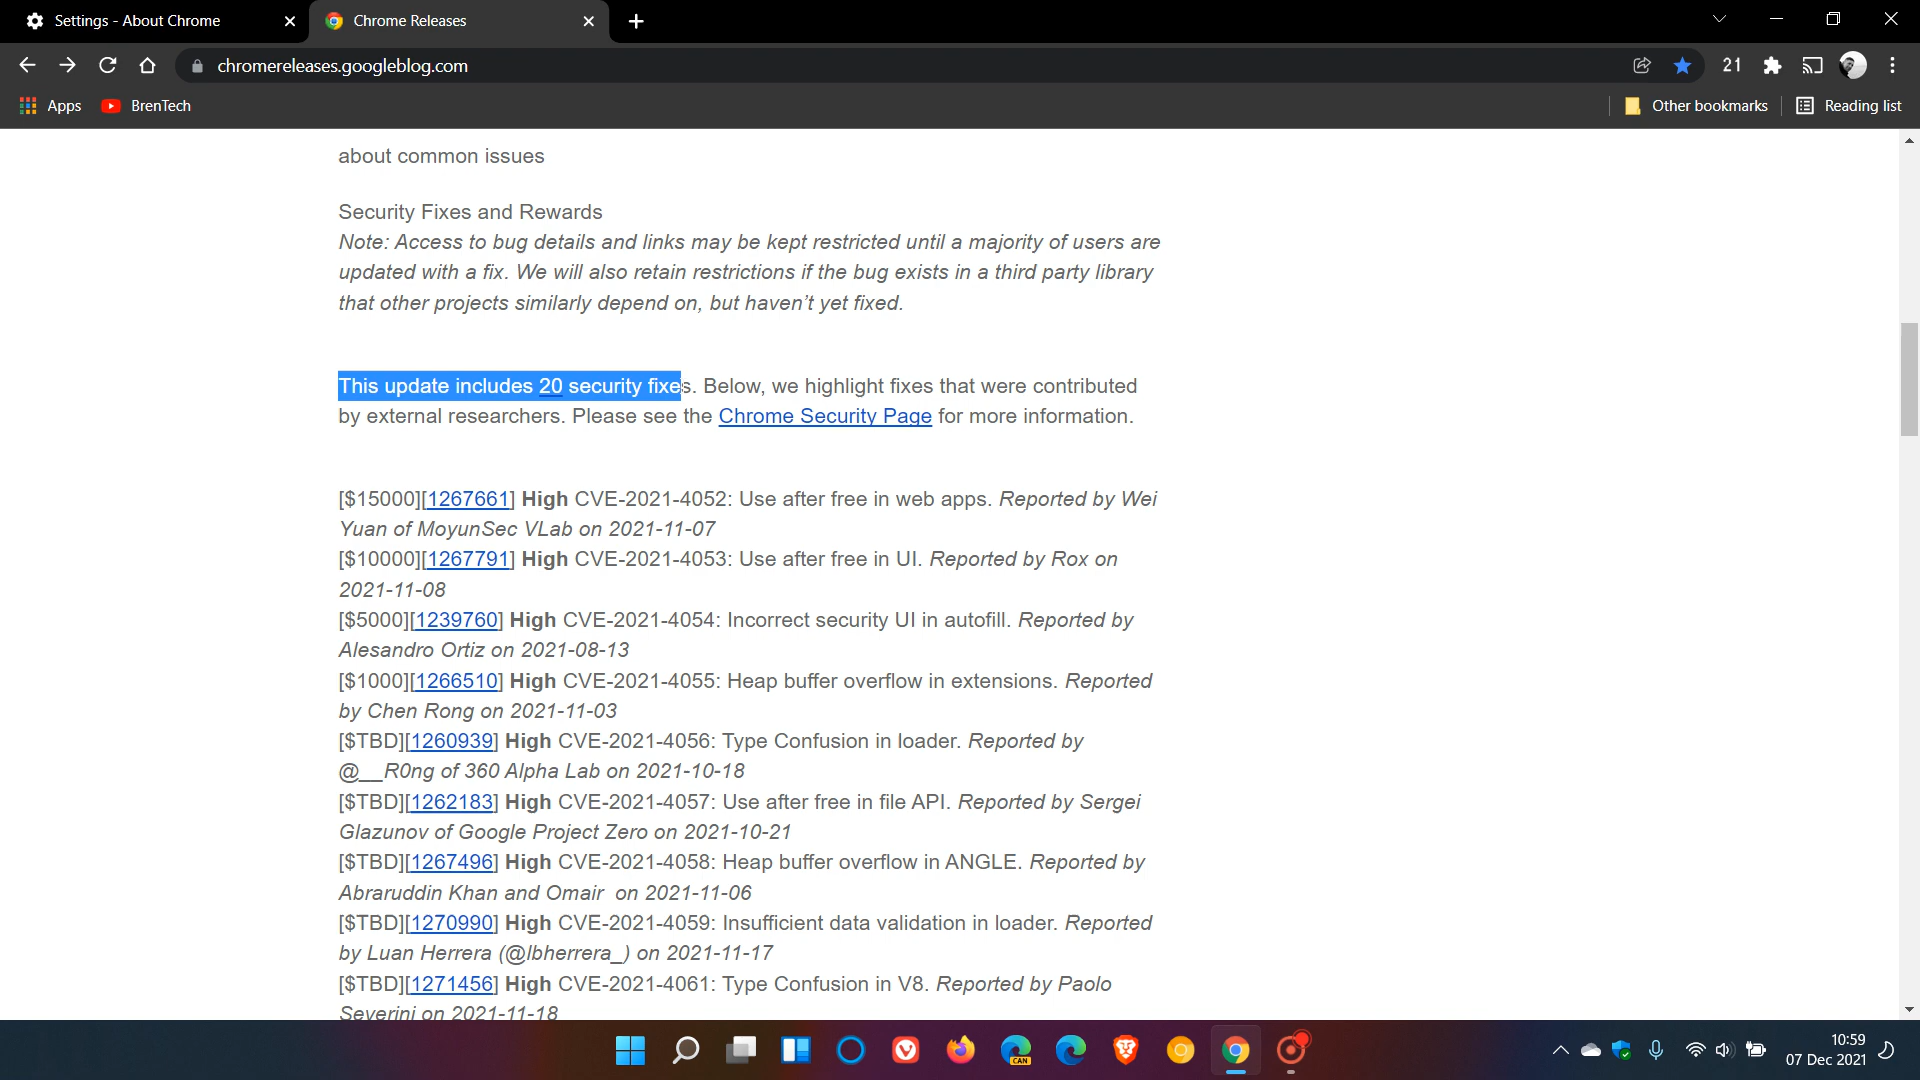 Settings - About Chrome
Chrome Releases
chromereleases.googleblog.com
21
Apps
BrenTech
Other bookmarks
Reading list
about common issues
Security Fixes and Rewards
Note: Access to bug details and links may be kept restricted until a majority of users are
updated with a fix. We will also retain restrictions if the bug exists in a third party library
that other projects similarly depend on, but haven't yet fixed.
This update includes 20 security fixes. Below, we highlight fixes that were contributed
by external researchers. Please see the Chrome Security Page for more information.
[$15000][1267661] High CVE-2021-4052: Use after free in web apps. Reported by Wei
Yuan of MoyunSec VLab on 2021-11-07
[$10000][1267791] High CVE-2021-4053: Use after free in UI. Reported by Rox on
2021-11-08
[$5000][1239760] High CVE-2021-4054: Incorrect security UI in autofill. Reported by
Alesandro Ortiz on 2021-08-13
[$1000][1266510] High CVE-2021-4055: Heap buffer overflow in extensions. Reported
by Chen Rong on 2021-11-03
[$TBD][1260939] High CVE-2021-4056: Type Confusion in loader. Reported by
@__R0ng of 360 Alpha Lab on 2021-10-18
[$TBD][1262183] High CVE-2021-4057: Use after free in file API. Reported by Sergei
Glazunov of Google Project Zero on 2021-10-21
[$TBD][1267496] High CVE-2021-4058: Heap buffer overflow in ANGLE. Reported by
Abraruddin Khan and Omair  on 2021-11-06
[$TBD][1270990] High CVE-2021-4059: Insufficient data validation in loader. Reported
by Luan Herrera (@lbherrera_) on 2021-11-17
[$TBD][1271456] High CVE-2021-4061: Type Confusion in V8. Reported by Paolo
Severini on 2021-11-18
CAN
10:59
07 Dec 2021